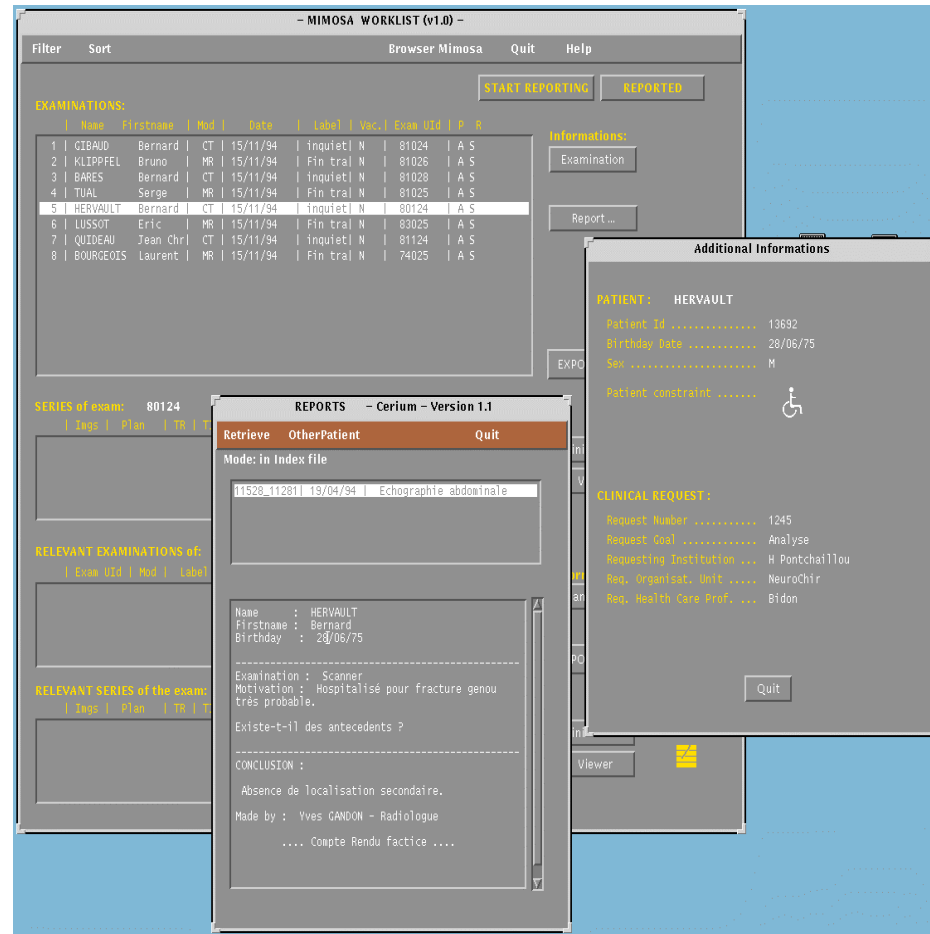 – MIMOSA WORKLIST (v1.0) –
Filter Sort Browser Mimosa Quit Help
START REPORTING REPORTED
EXAMINATIONS:
| Name Firstname | Mod | Date | Label | Vac.| Exam UId | P R
1 | GIBAUD Bernard | CT | 15/11/94 | inquiet| N | 81024 | A S
2 | KLIPPFEL Bruno | MR | 15/11/94 | Fin tra| N | 81026 | A S
3 | BARES Bernard | CT | 15/11/94 | inquiet| N | 81028 | A S
4 | TUAL Serge | MR | 15/11/94 | Fin tra| N | 81025 | A S
5 | HERVAULT Bernard | CT | 15/11/94 | inquiet| N | 80124 | A S
6 | LUSSOT Eric | MR | 15/11/94 | Fin tra| N | 83025 | A S
7 | QUIDEAU Jean Chr| CT | 15/11/94 | inquiet| N | 81124 | A S
8 | BOURGEOIS Laurent | MR | 15/11/94 | Fin tra| N | 74025 | A S
Informations:
Examination
Report ...
EXPO
SERIES of exam: 80124
| Imgs | Plan | TR | T
ini
V
RELEVANT EXAMINATIONS of:
| Exam UId | Mod | Label
an
PO
RELEVANT SERIES of the exam:
| Imgs | Plan | TR | T
ini
Viewer
REPORTS – Cerium – Version 1.1
Retrieve OtherPatient Quit
Mode: in Index file
11528_11281| 19/04/94 | Echographie abdominale
Name : HERVAULT
Firstname : Bernard
Birthday : 28/06/75
-----------------------------------------------
Examination : Scanner
Motivation : Hospitalisé pour fracture genou
très probable.
Existe-t-il des antecedents ?
-----------------------------------------------
CONCLUSION :
Absence de localisation secondaire.
Made by : Yves GANDON - Radiologue
.... Compte Rendu factice ....
Additional Informations
PATIENT : HERVAULT
Patient Id ............... 13692
Birthday Date ............ 28/06/75
Sex ...................... M
Patient constraint .......
CLINICAL REQUEST :
Request Number ........... 1245
Request Goal ............. Analyse
Requesting Institution ... H Pontchaillou
Req. Organisat. Unit ..... NeuroChir
Req. Health Care Prof. ... Bidon
Quit